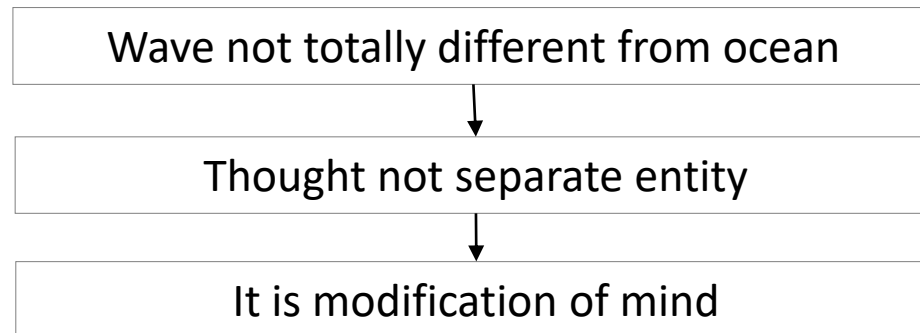 Wave not totally different from ocean
Thought not separate entity
It is modification of mind